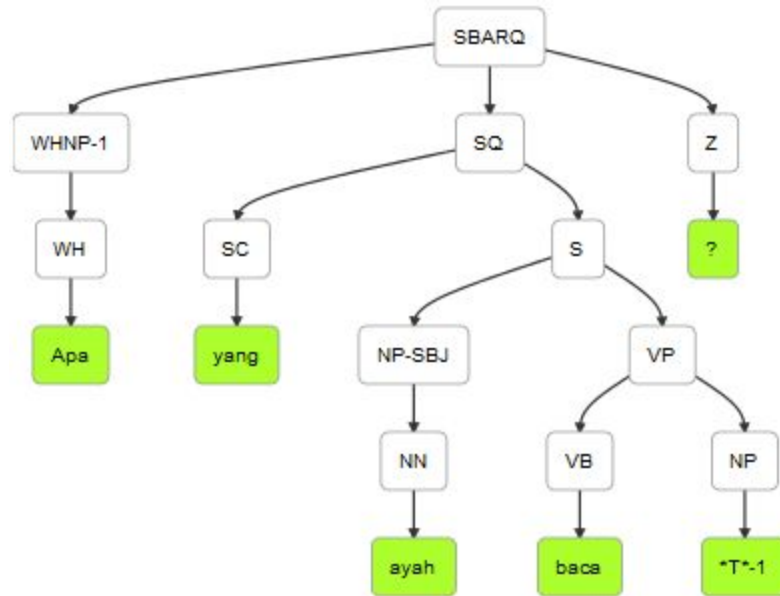 SBARQ
WHNP-1 SQ Z
WH SC S ?
Apa yang NP-SBJ VP
NN VB NP
ayah baca *T*-1